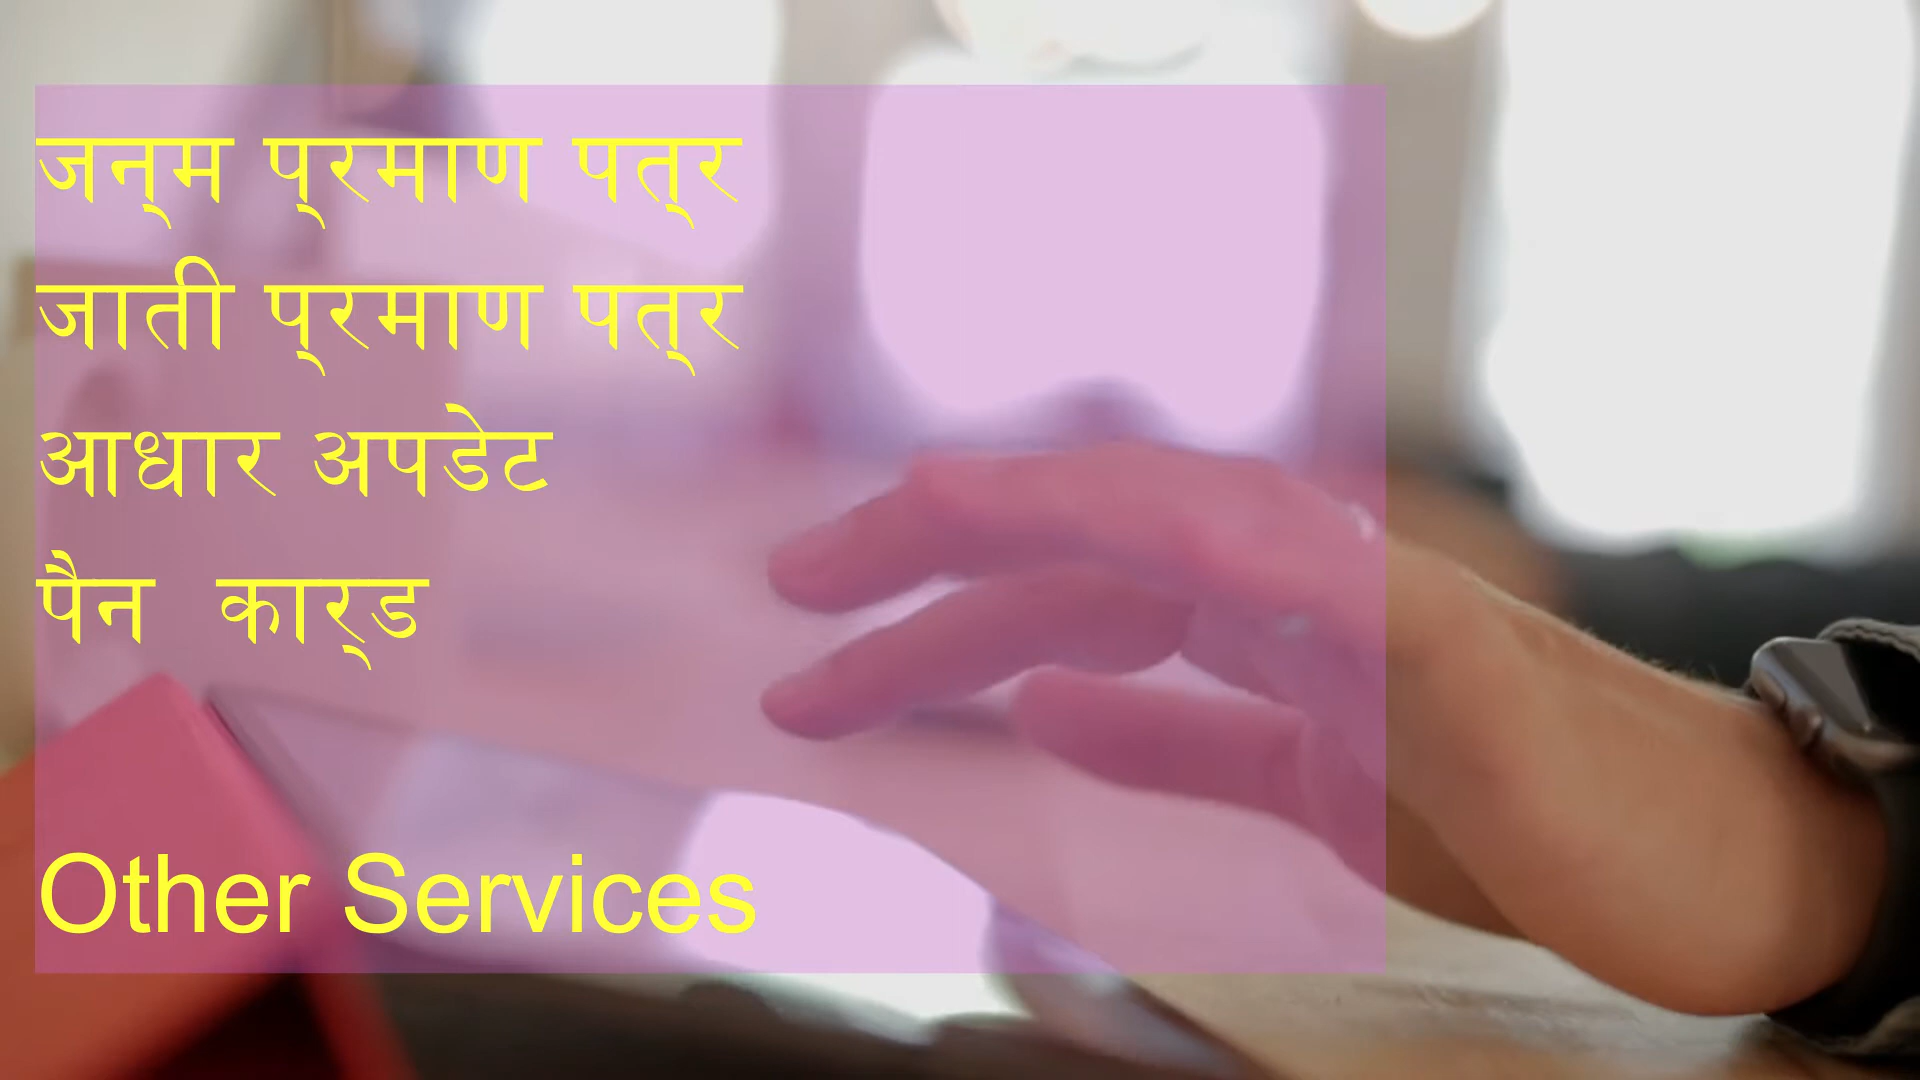 जन्म प्रमाण पत्र
जाती प्रमाण पत्र
आधार अपडेट
पैन  कार्ड
Other Services